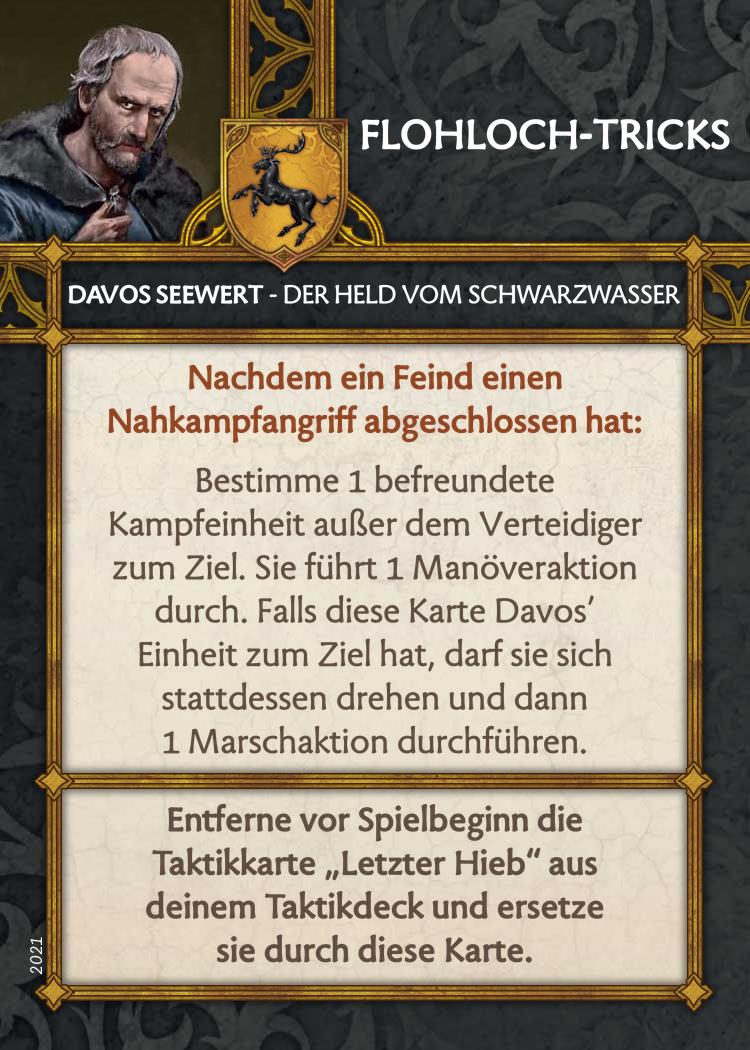 FLOHLOCH-TRICKS
DAVOS SEEWERT - DER HELD VOM SCHWARZWASSER
Nachdem ein Feind einen
Nahkampfangriff abgeschlossen hat:
Bestimme 1 befreundete
Kampfeinheit außer dem Verteidiger
zum Ziel. Sie führt 1 Manöveraktion
durch. Falls diese Karte Davos’
Einheit zum Ziel hat, darf sie sich
stattdessen drehen und dann
1 Marschaktion durchführen.
Entferne vor Spielbeginn die
Taktikkarte „Letzter Hieb“ aus
deinem Taktikdeck und ersetze
sie durch diese Karte.
2021